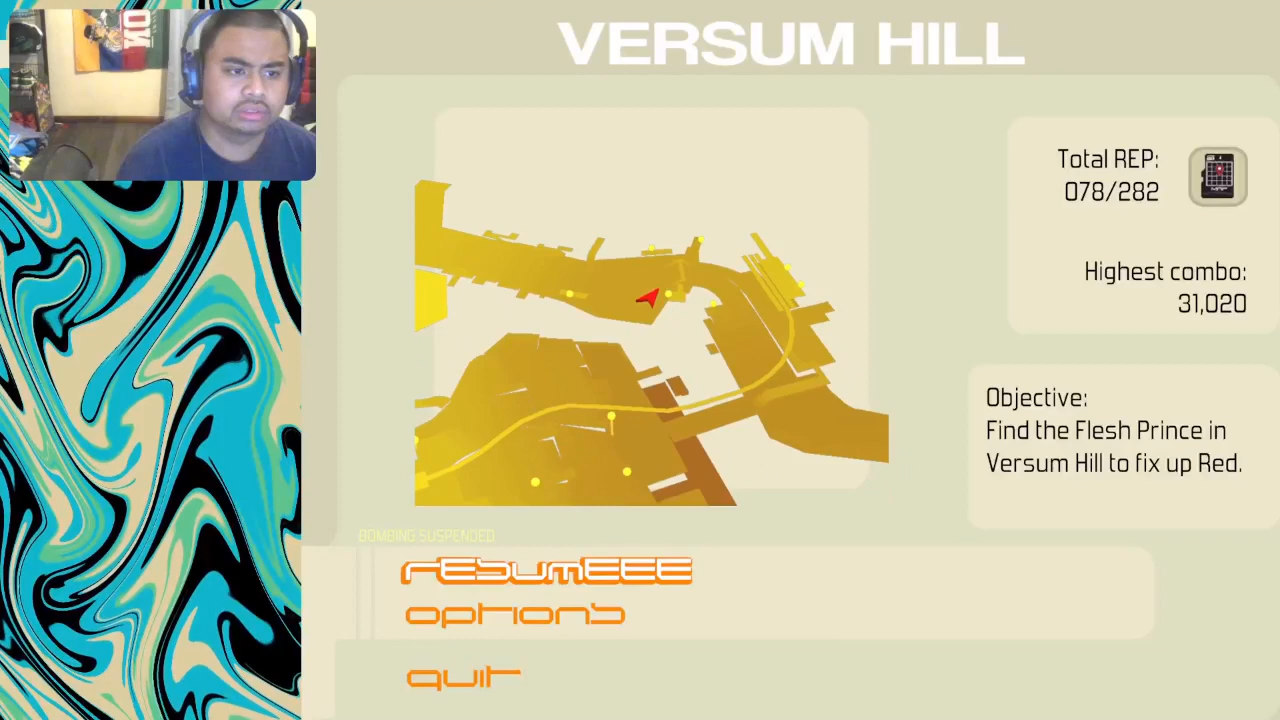 VERSUM HILL
Total REP:
078/282
MAP
Highest combo:
31,020
Objective:
Find the Flesh Prince in
Versum Hill to fix up Red.
BOMBING SUSPENDED
resumEEE
options
quit